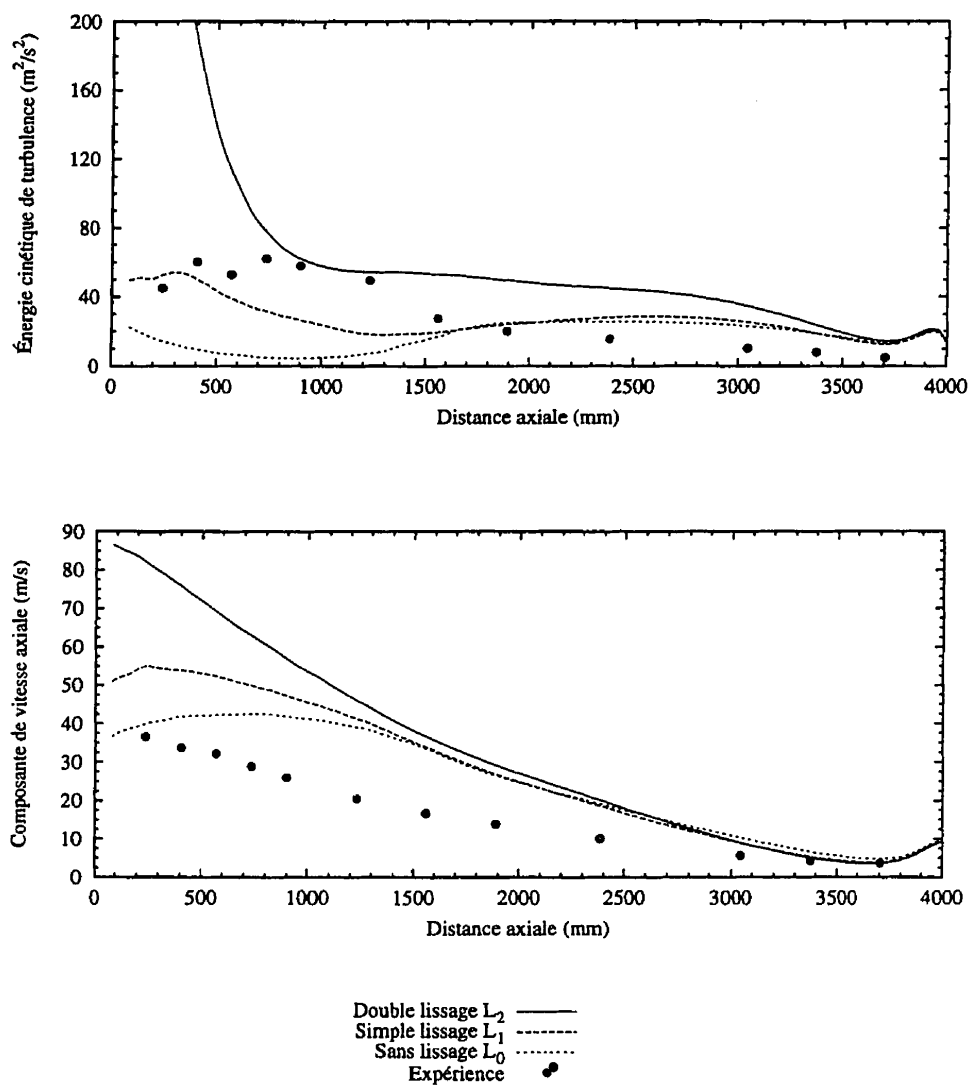 200
160
120
80
40
0
Énergie cinétique de turbulence (m²/s²)
0 500 1000 1500 2000 2500 3000 3500 4000
Distance axiale (mm)
90
80
70
60
50
40
30
20
10
0
Composante de vitesse axiale (m/s)
0 500 1000 1500 2000 2500 3000 3500 4000
Distance axiale (mm)
Double lissage L₂
Simple lissage L₁
Sans lissage L₀
Expérience